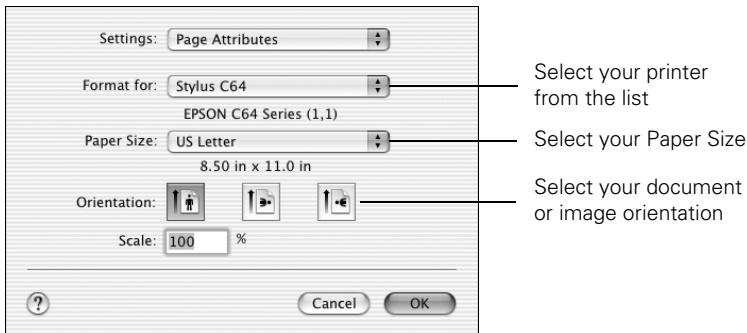 Settings: Page Attributes
Format for: Stylus C64
EPSON C64 Series (1,1)
Paper Size: US Letter
8.50 in x 11.0 in
Orientation:
Scale: 100 %
?
Cancel OK
Select your printer
from the list
Select your Paper Size
Select your document
or image orientation